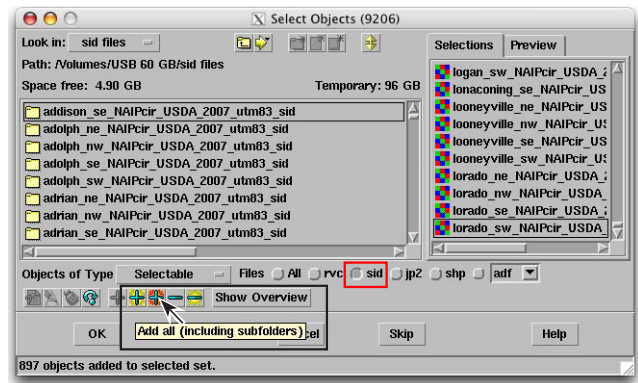 Select Objects (9206)
Look in: sid files
Path: /Volumes/USB 60 GB/sid files
Space free: 4.90 GB Temporary: 96 GB
addison_se_NAIPcir_USDA_2007_utm83_sid
adolph_ne_NAIPcir_USDA_2007_utm83_sid
adolph_nw_NAIPcir_USDA_2007_utm83_sid
adolph_se_NAIPcir_USDA_2007_utm83_sid
adolph_sw_NAIPcir_USDA_2007_utm83_sid
adrian_ne_NAIPcir_USDA_2007_utm83_sid
adrian_nw_NAIPcir_USDA_2007_utm83_sid
adrian_se_NAIPcir_USDA_2007_utm83_sid
Selections Preview
logan_sw_NAIPcir_USDA_
lonaconing_se_NAIPcir_US
looneyville_ne_NAIPcir_US
looneyville_nw_NAIPcir_US
looneyville_se_NAIPcir_US
looneyville_sw_NAIPcir_US
lorado_ne_NAIPcir_USDA_
lorado_nw_NAIPcir_USDA_
lorado_se_NAIPcir_USDA_
lorado_sw_NAIPcir_USDA_
Objects of Type Selectable Files All rvc sid jp2 shp adf
Show Overview
Add all (including subfolders)
OK cel Skip Help
897 objects added to selected set.